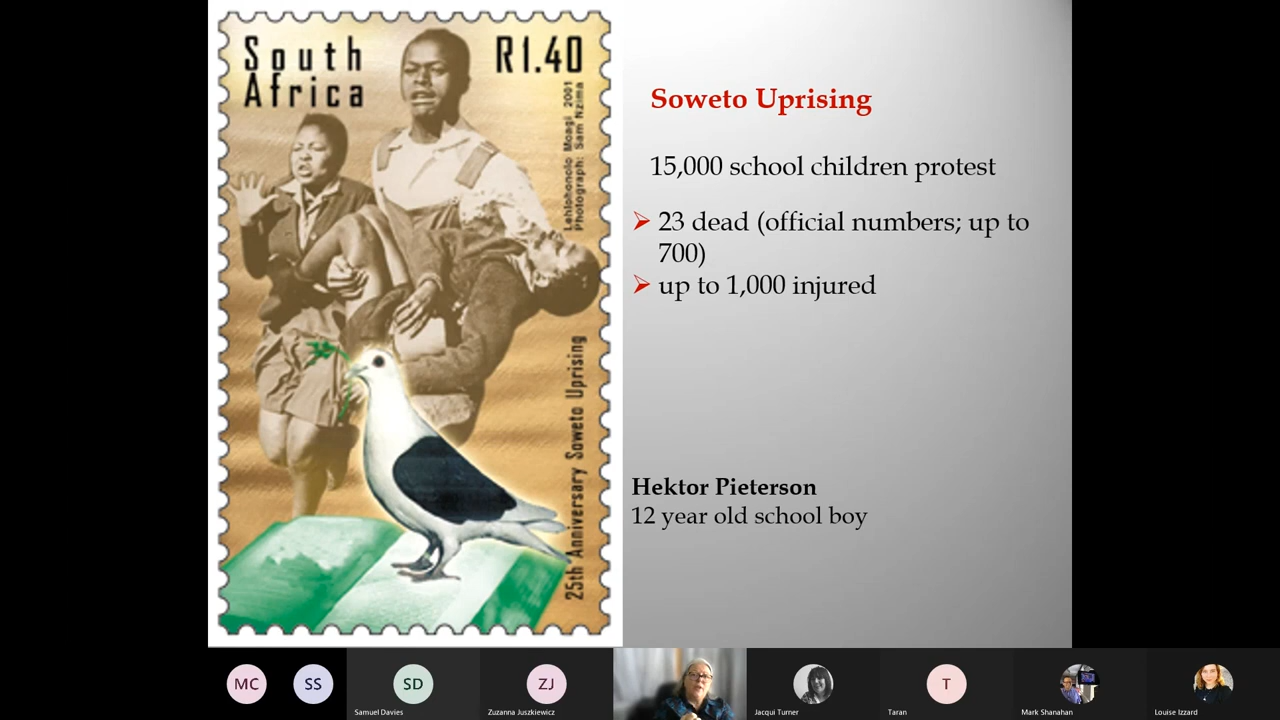 South
Africa
R1.40
Lehlohonolo Moagi 2001
Photograph: Sam Nzima
25th Anniversary Soweto Uprising
Soweto Uprising
15,000 school children protest
23 dead (official numbers; up to
700)
up to 1,000 injured
Hektor Pieterson
12 year old school boy
MC
SS
SD
Samuel Davies
ZJ
Zuzanna Juszkiewicz
Jacqui Turner
T
Taran
Mark Shanahan
Louise Izzard